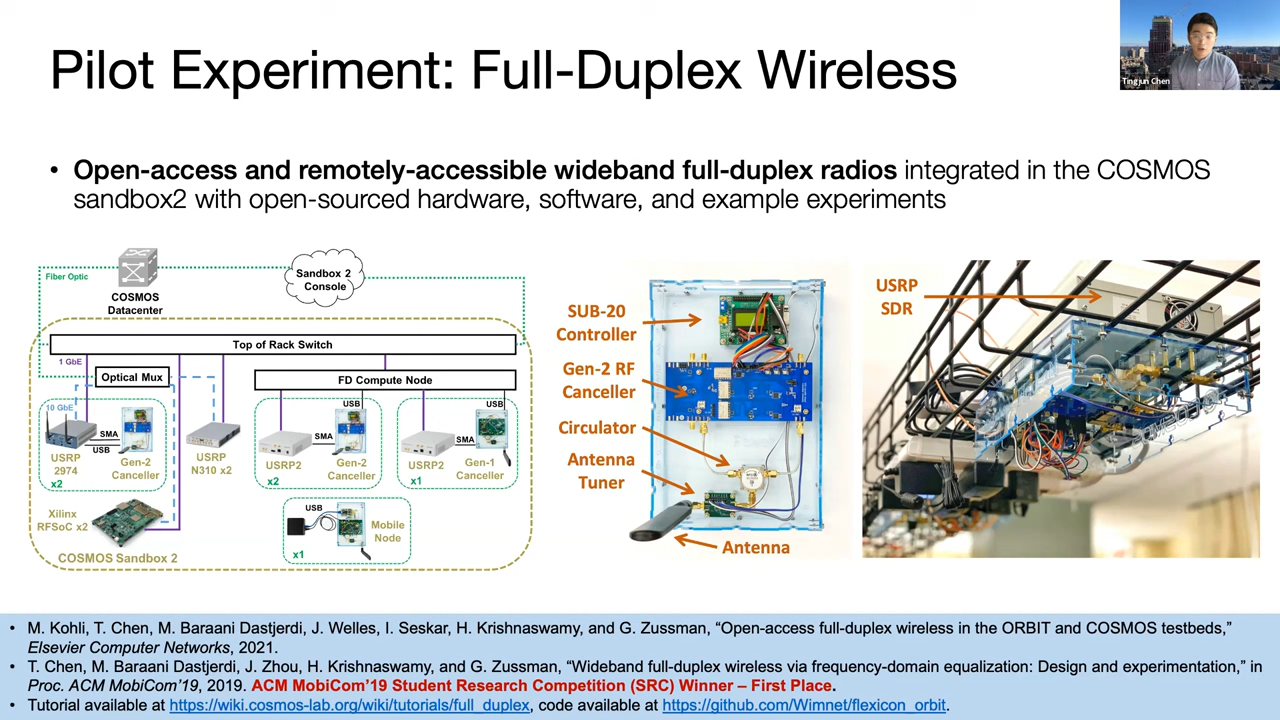 Pilot Experiment: Full-Duplex Wireless
Tingjun Chen
• Open-access and remotely-accessible wideband full-duplex radios integrated in the COSMOS
sandbox2 with open-sourced hardware, software, and example experiments
Fiber Optic
COSMOS
Datacenter
Sandbox 2
Console
Top of Rack Switch
1 GbE
Optical Mux
FD Compute Node
10 GbE
SMA
USB
USRP
2974
Gen-2
Canceller
x2
USRP
N310 x2
USB
SMA
USRP2
Gen-2
Canceller
x2
USB
SMA
USRP2
Gen-1
Canceller
x1
Xilinx
RFSoC x2
COSMOS Sandbox 2
USB
Mobile
Node
x1
SUB-20
Controller
Gen-2 RF
Canceller
Circulator
Antenna
Tuner
Antenna
USRP
SDR
• M. Kohli, T. Chen, M. Baraani Dastjerdi, J. Welles, I. Seskar, H. Krishnaswamy, and G. Zussman, “Open-access full-duplex wireless in the ORBIT and COSMOS testbeds,”
Elsevier Computer Networks, 2021.
• T. Chen, M. Baraani Dastjerdi, J. Zhou, H. Krishnaswamy, and G. Zussman, “Wideband full-duplex wireless via frequency-domain equalization: Design and experimentation,” in
Proc. ACM MobiCom’19, 2019. ACM MobiCom’19 Student Research Competition (SRC) Winner – First Place.
• Tutorial available at https://wiki.cosmos-lab.org/wiki/tutorials/full_duplex, code available at https://github.com/Wimnet/flexicon_orbit.